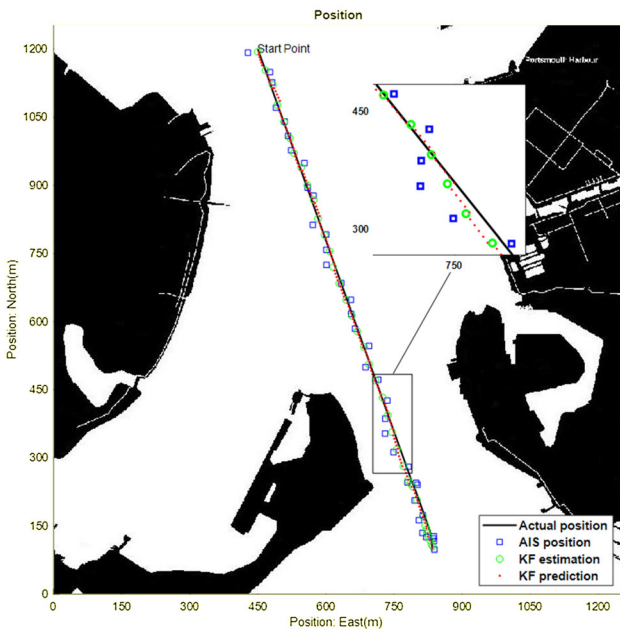 Position
Start Point
Portsmouth Harbour
450
300
750
1200
1050
900
750
600
450
300
150
0
Position: North(m)
0 150 300 450 600 750 900 1050 1200
Position: East(m)
Actual position
AIS position
KF estimation
KF prediction